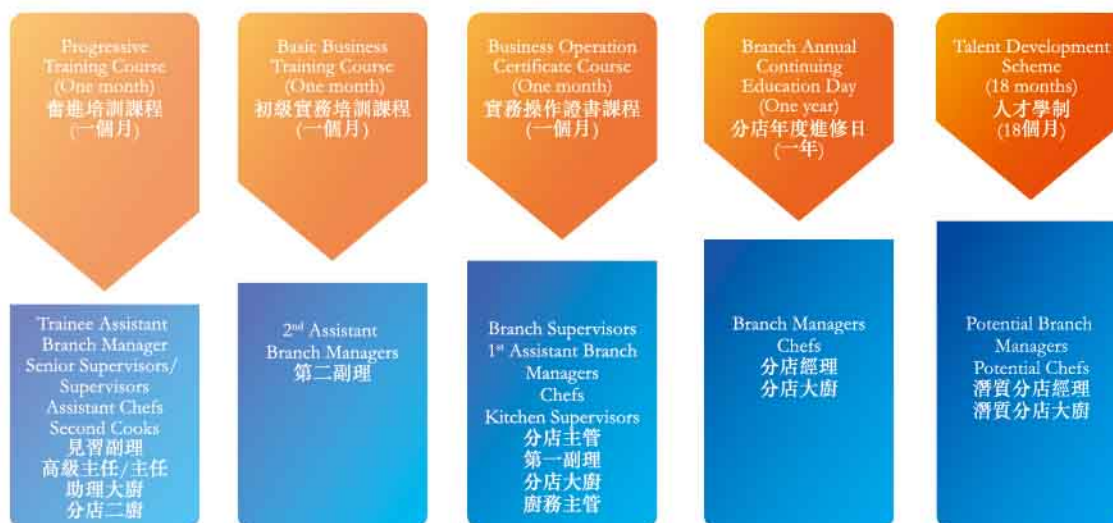 Progressive
Training Course
(One month)
奮進培訓課程
(一個月)
Basic Business
Training Course
(One month)
初級實務培訓課程
(一個月)
Business Operation
Certificate Course
(One month)
實務操作證書課程
(一個月)
Branch Annual
Continuing
Education Day
(One year)
分店年度進修日
(一年)
Talent Development
Scheme
(18 months)
人才學制
(18個月)
Trainee Assistant
Branch Manager
Senior Supervisors/
Supervisors
Assistant Chefs
Second Cooks
見習副理
高級主任/主任
助理大廚
分店二廚
2nd Assistant
Branch Managers
第二副理
Branch Supervisors
1st Assistant Branch
Managers
Chefs
Kitchen Supervisors
分店主管
第一副理
分店大廚
廚務主管
Branch Managers
Chefs
分店經理
分店大廚
Potential Branch
Managers
Potential Chefs
潛質分店經理
潛質分店大廚